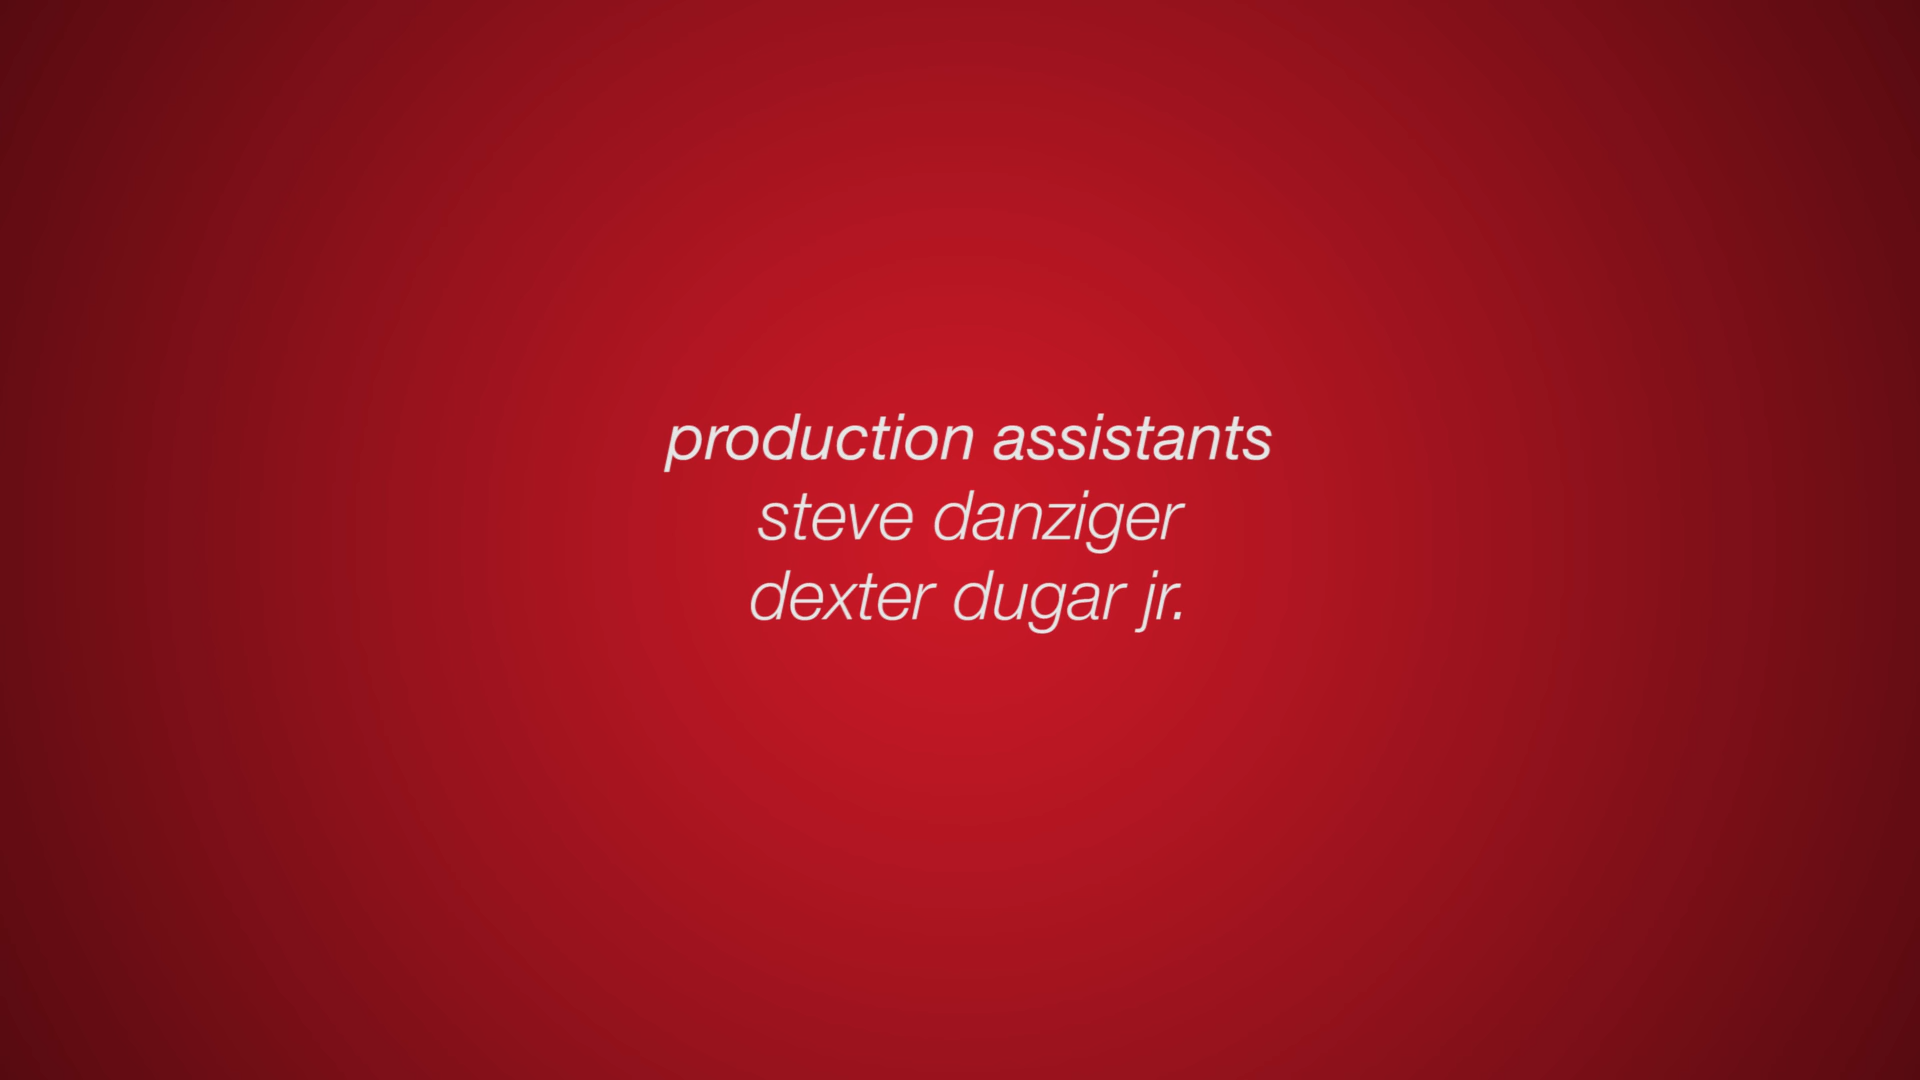 production assistants
steve danziger
dexter dugar jr.